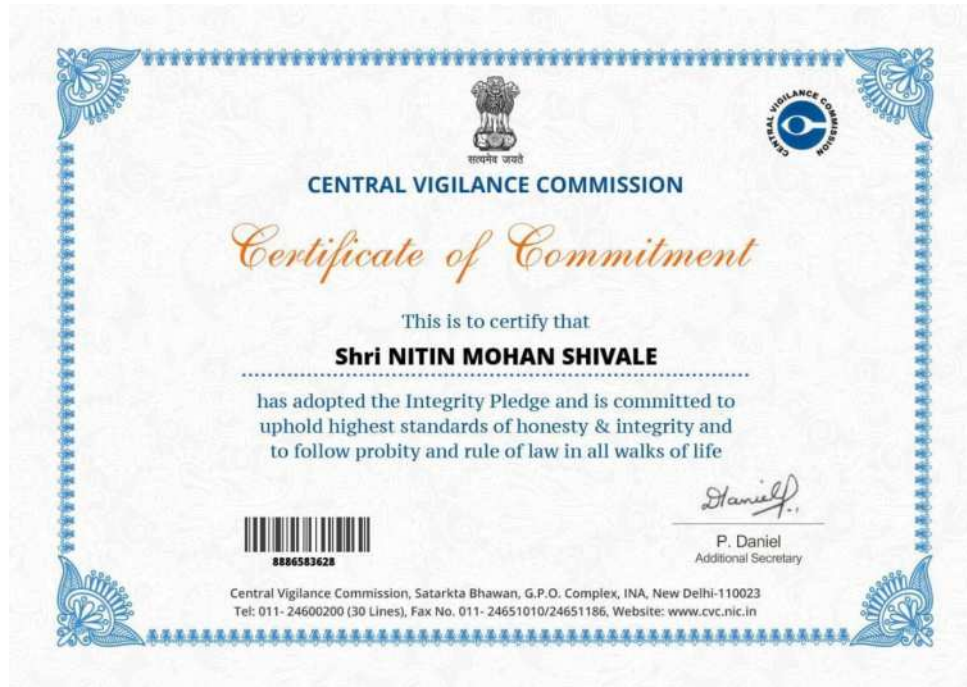 CENTRAL VIGILANCE COMMISSION
सत्यमेव जयते
CENTRAL VIGILANCE COMMISSION
Certificate of Commitment
This is to certify that
Shri NITIN MOHAN SHIVALE
has adopted the Integrity Pledge and is committed to
uphold highest standards of honesty & integrity and
to follow probity and rule of law in all walks of life
Daniel
P. Daniel
Additional Secretary
8886583628
Central Vigilance Commission, Satarkta Bhawan, G.P.O. Complex, INA, New Delhi-110023
Tel: 011- 24600200 (30 Lines), Fax No. 011- 24651010/24651186, Website: www.cvc.nic.in